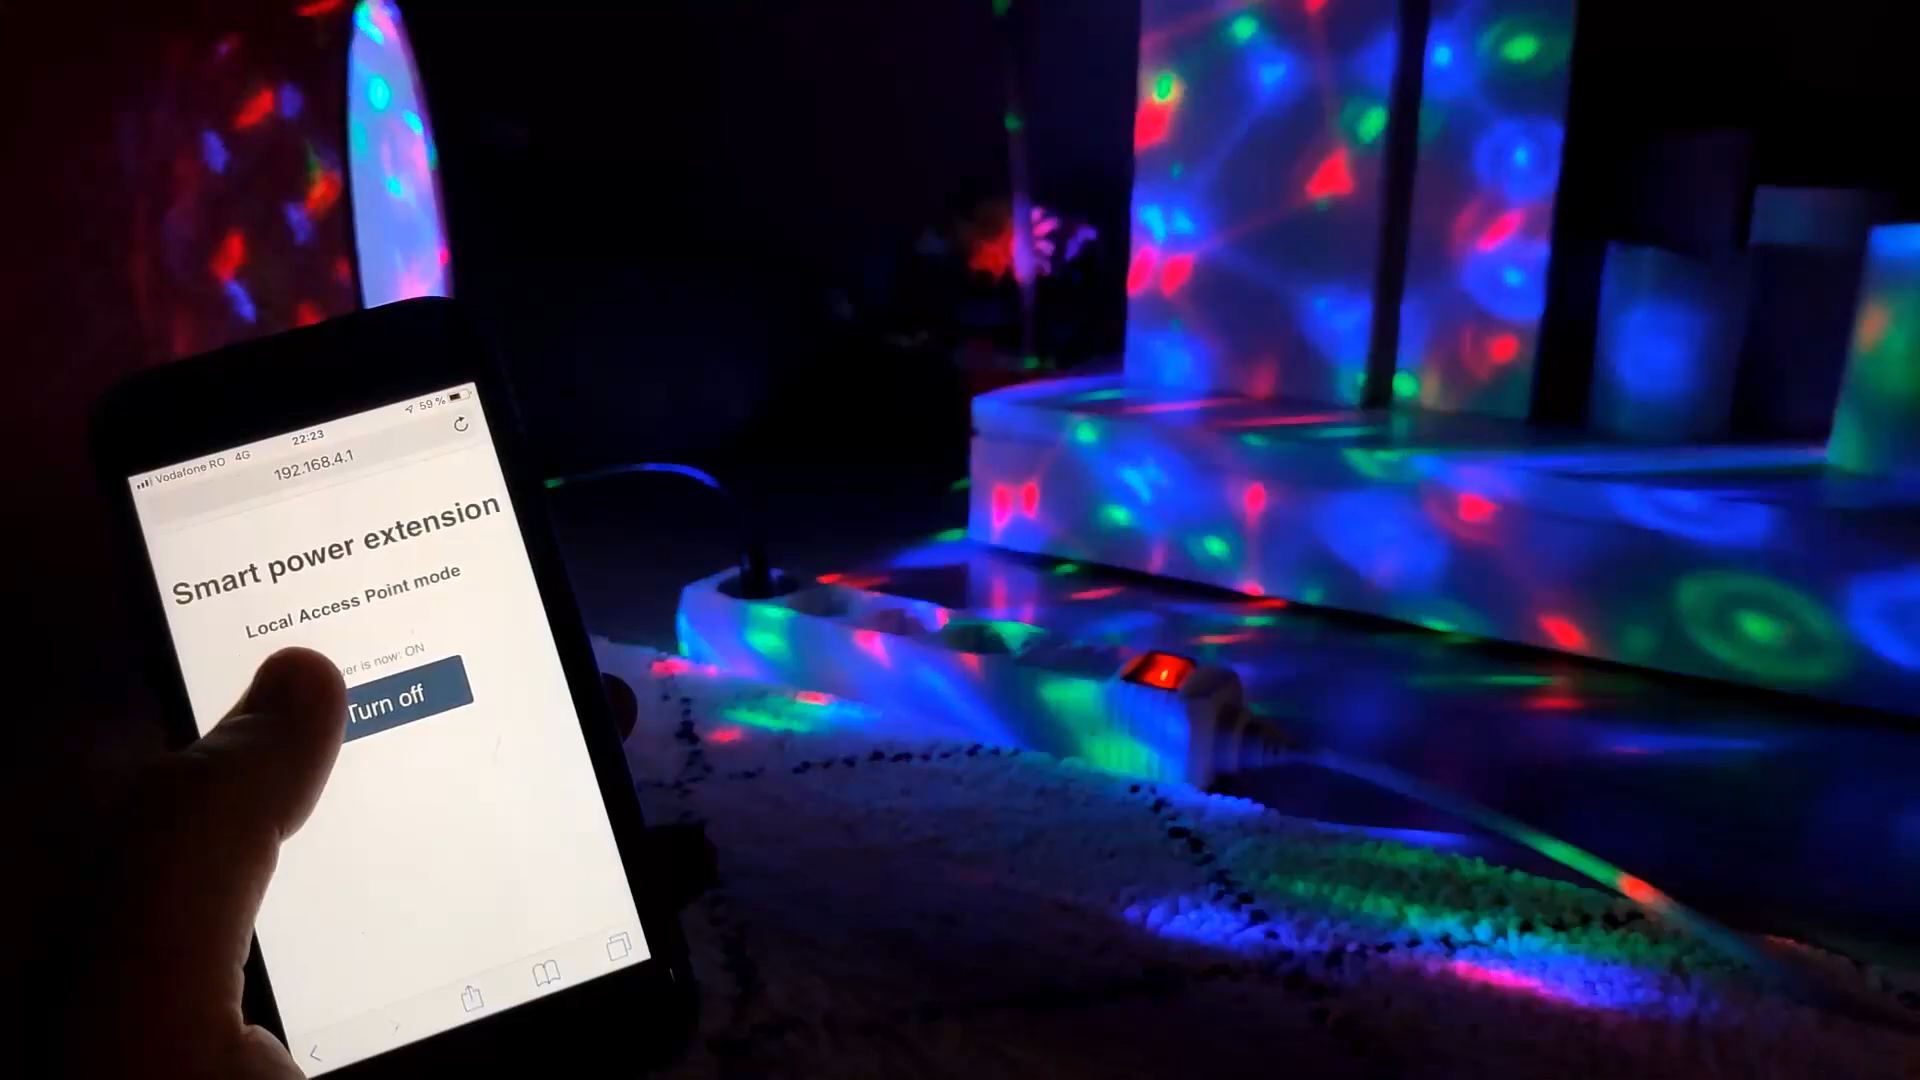 22:23
59 %
Vodafone RO 4G
192.168.4.1
Smart power extension
Local Access Point mode
is now: ON
Turn off